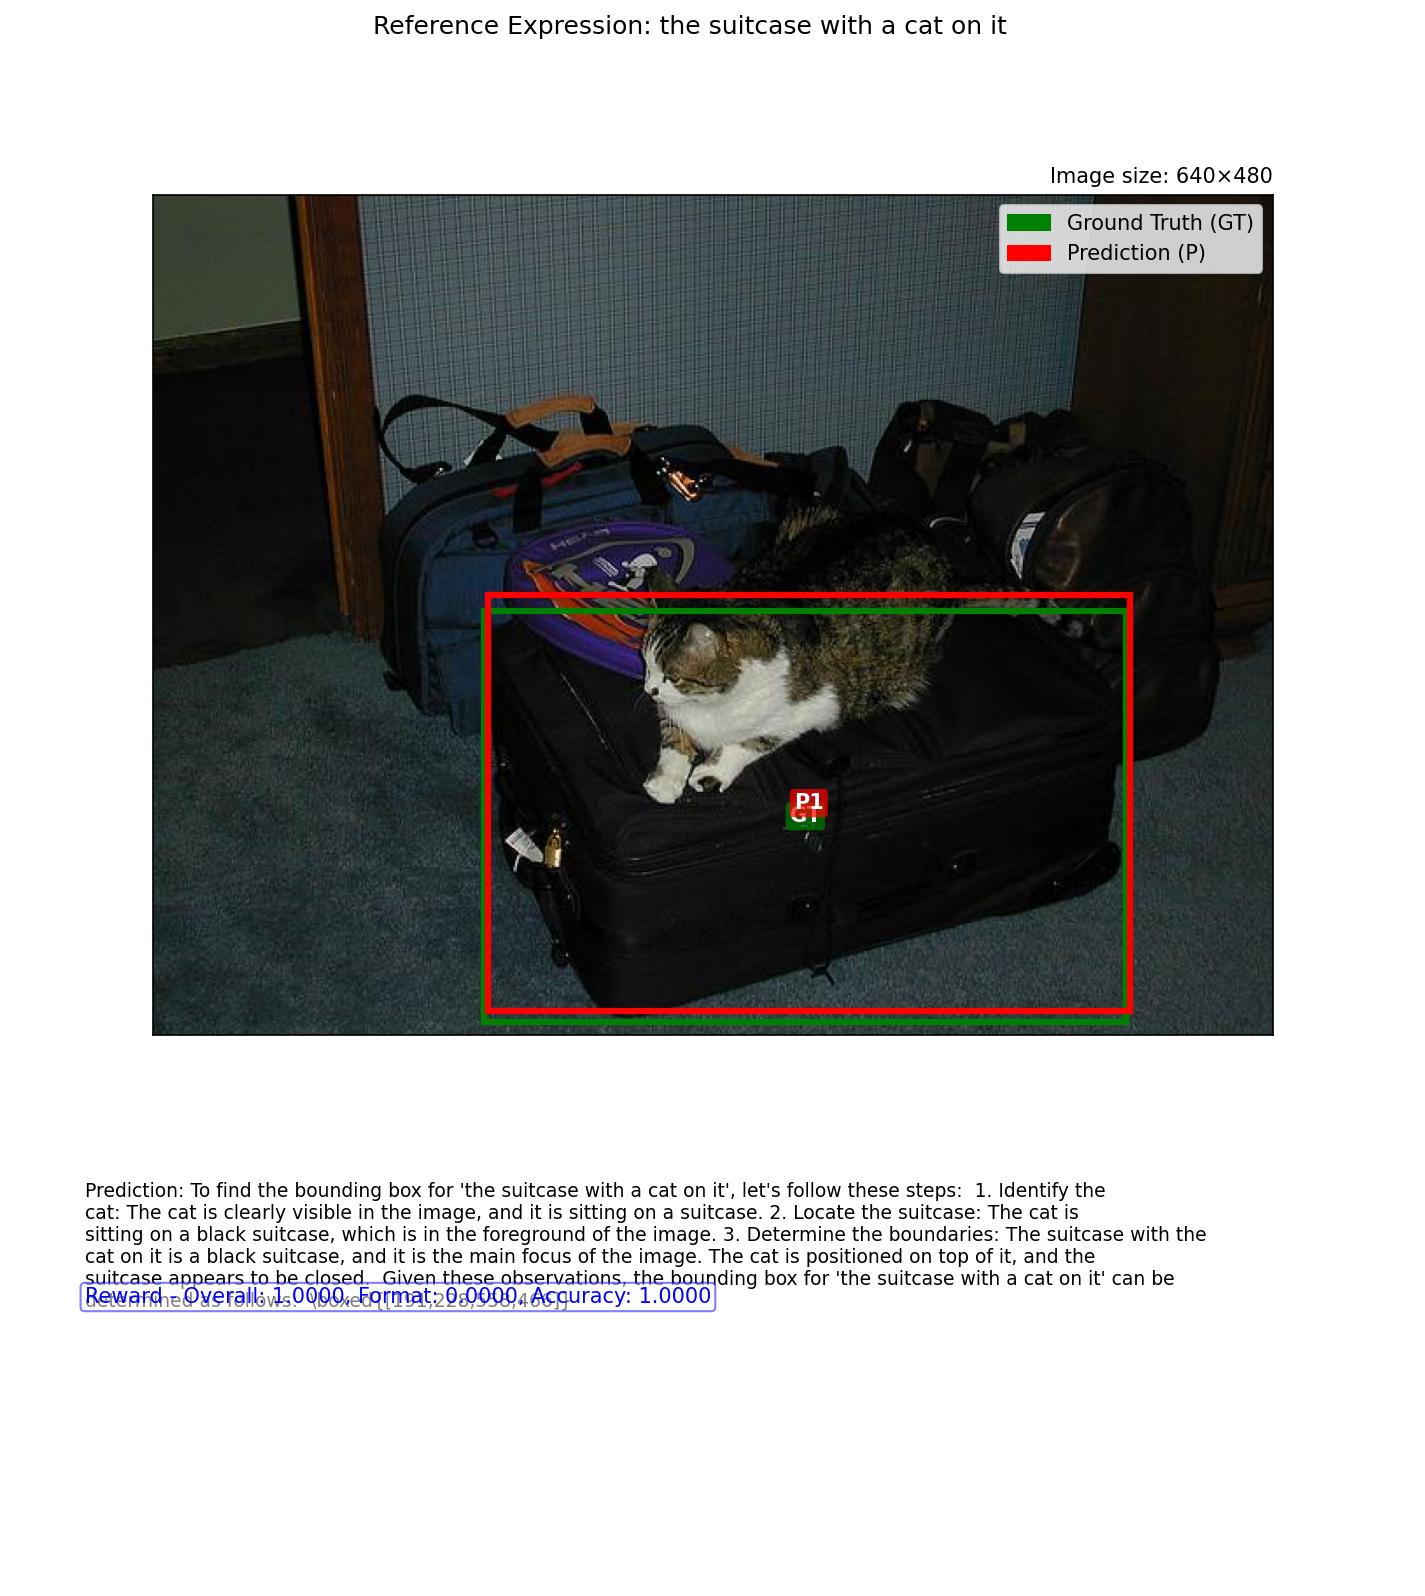 Reference Expression: the suitcase with a cat on it
Image size: 640×480
Ground Truth (GT)
Prediction (P)
HEAD
P1
GT
Prediction: To find the bounding box for 'the suitcase with a cat on it', let's follow these steps:  1. Identify the
cat: The cat is clearly visible in the image, and it is sitting on a suitcase. 2. Locate the suitcase: The cat is
sitting on a black suitcase, which is in the foreground of the image. 3. Determine the boundaries: The suitcase with the
cat on it is a black suitcase, and it is the main focus of the image. The cat is positioned on top of it, and the
suitcase appears to be closed.  Given these observations, the bounding box for 'the suitcase with a cat on it' can be
determined as follows:
Reward - Overall: 1.0000, Format: 0.0000, Accuracy: 1.0000